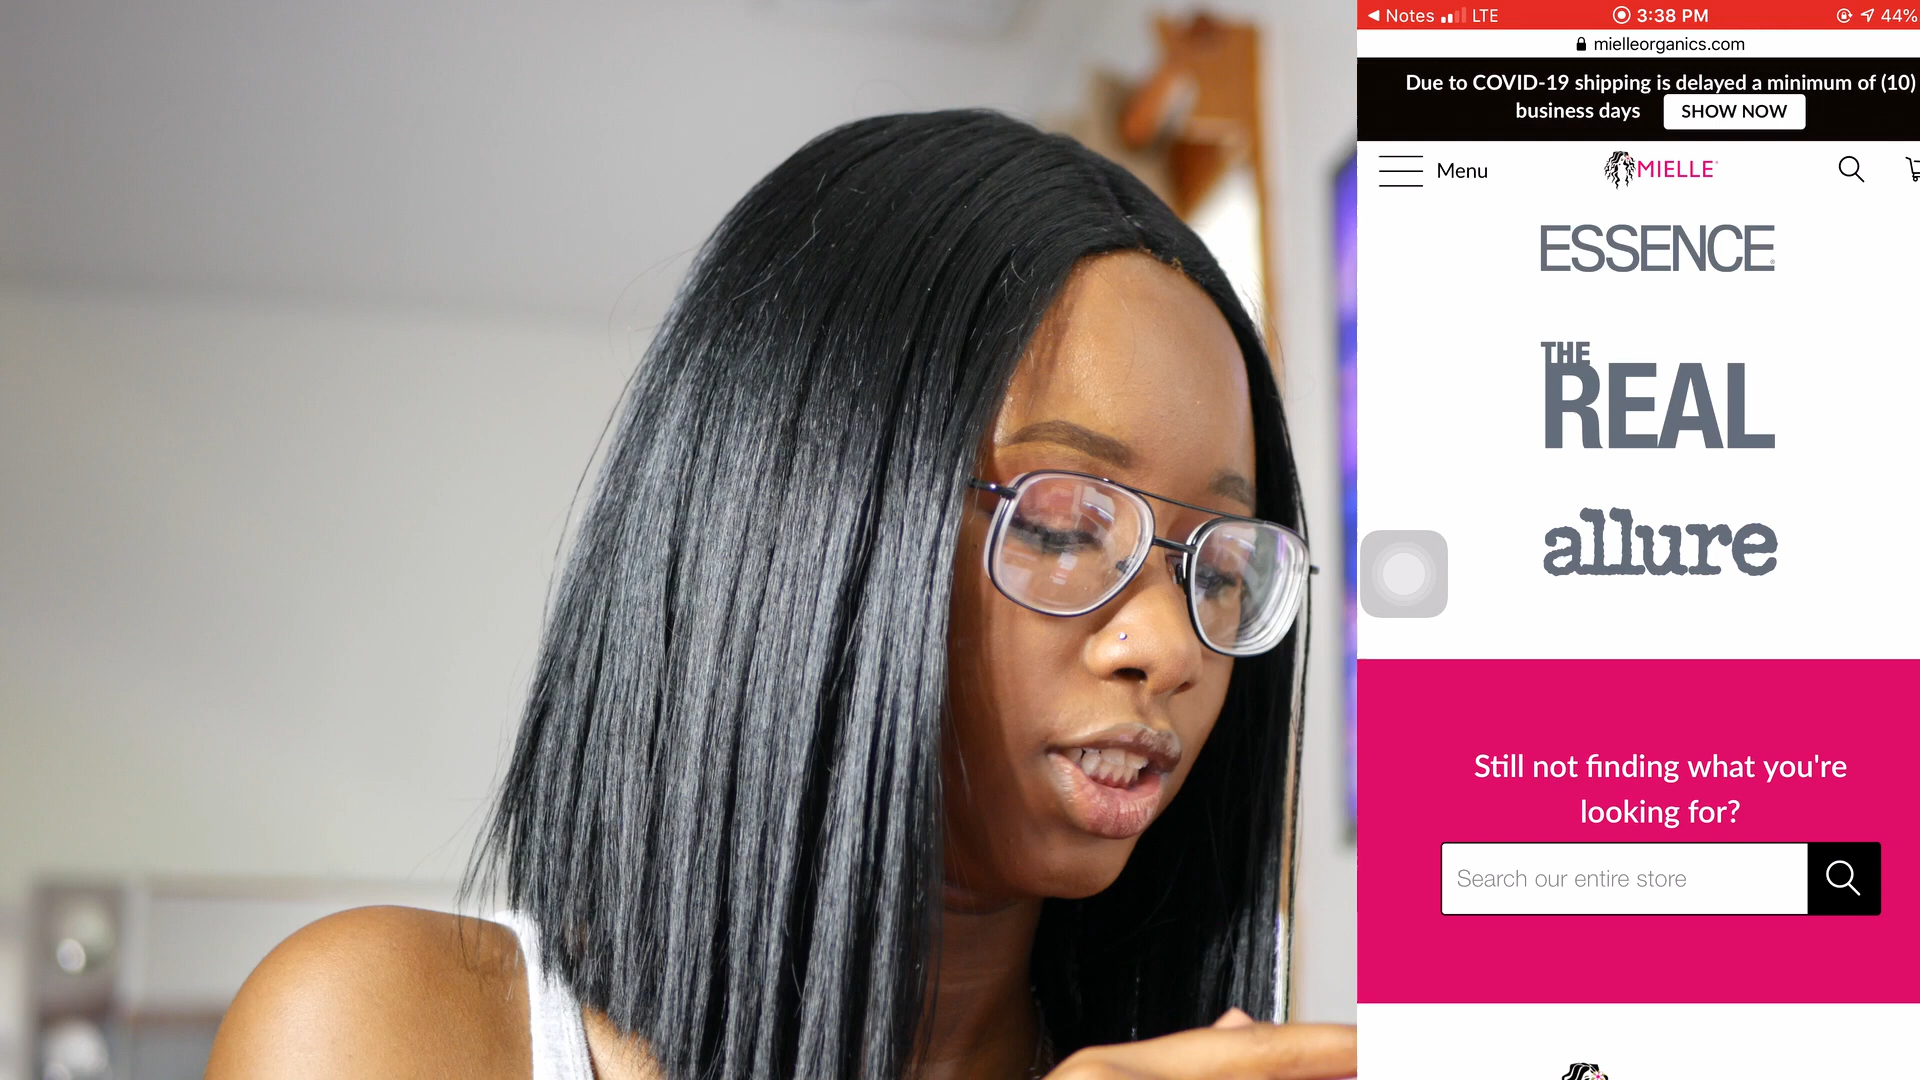 Notes LTE 3:38 PM 44%
mielleorganics.com
Due to COVID-19 shipping is delayed a minimum of (10)
business days SHOW NOW
Menu MIELLE
ESSENCE
THE
REAL
allure
Still not finding what you're
looking for?
Search our entire store